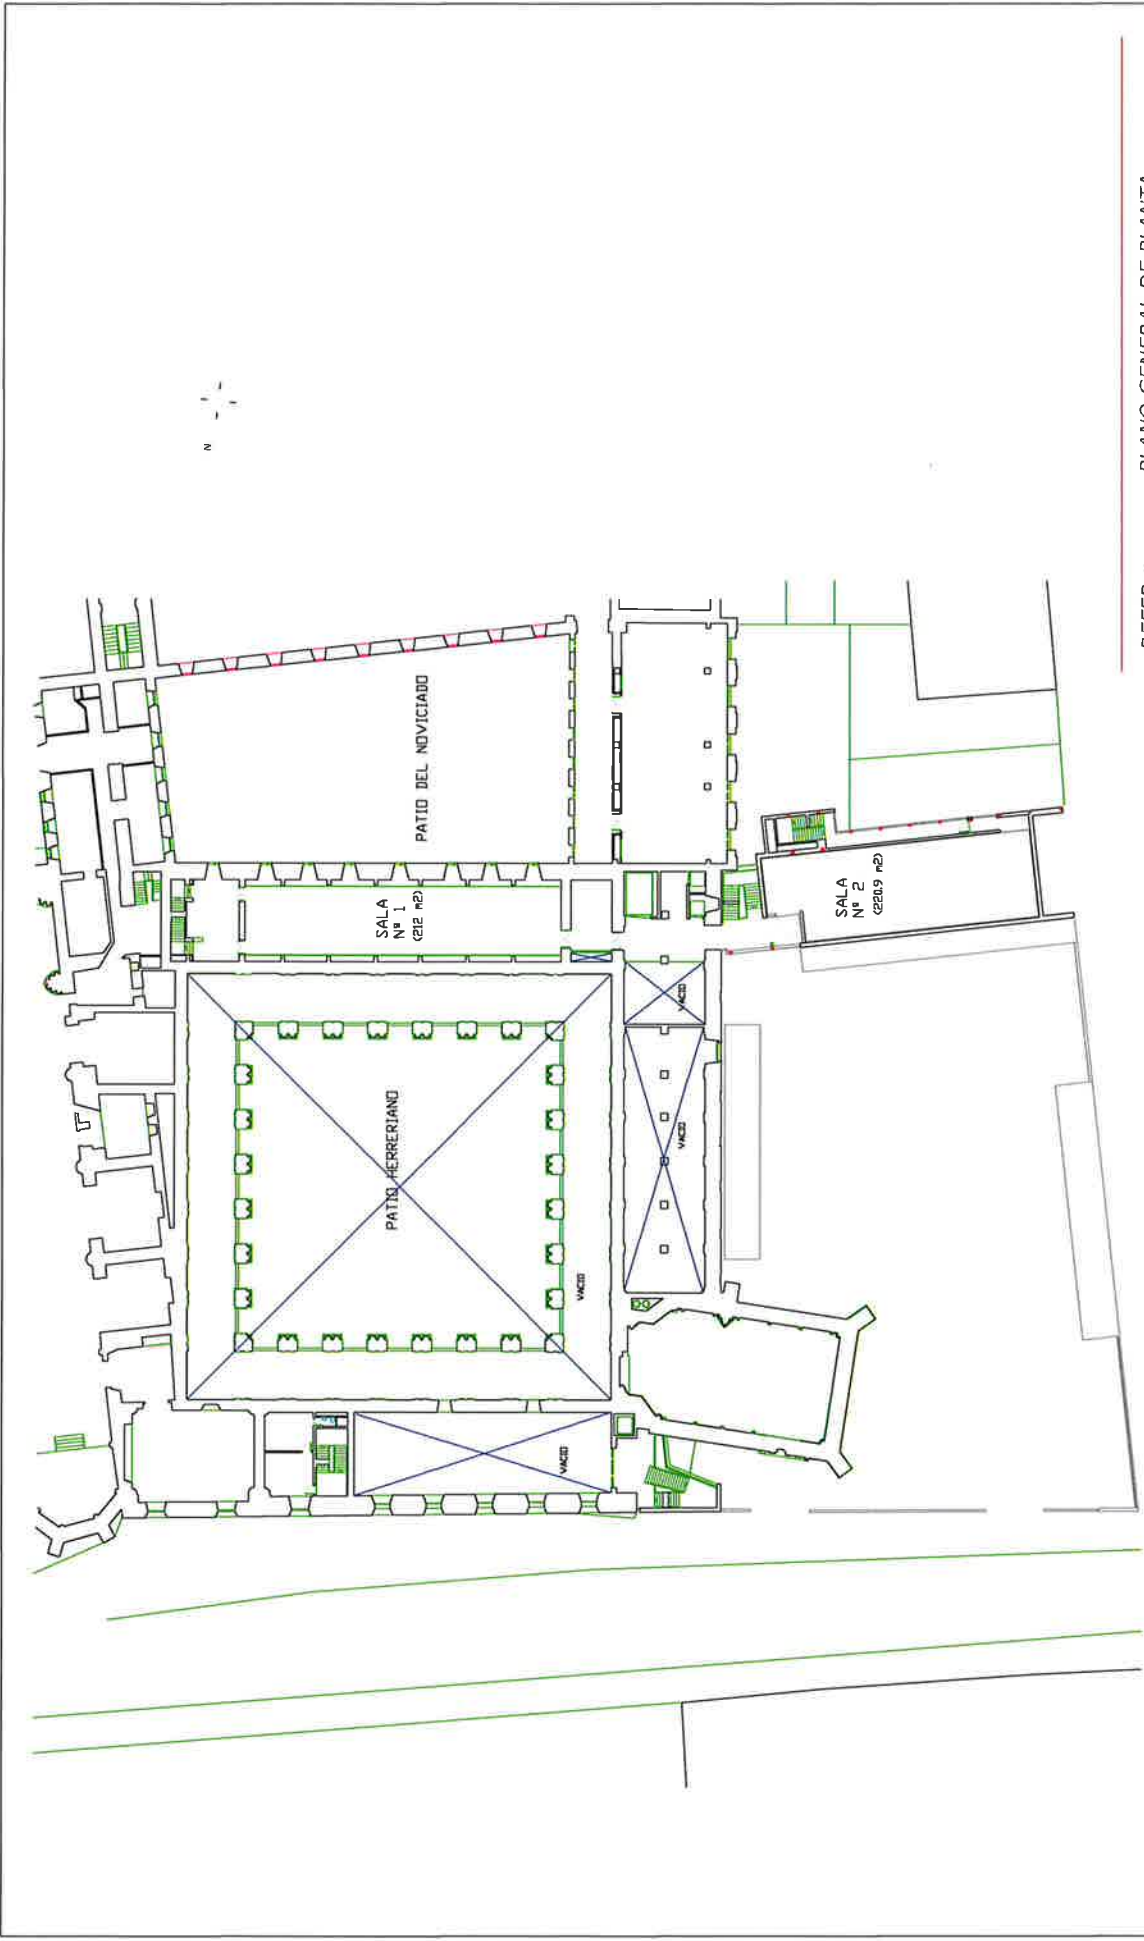 N
PATIO DEL NOVICIADO
SALA
Nº 1
(212 m2)
SALA
Nº 2
(220.9 m2)
PATIO HERRERIANO
VACIO
VACIO
VACIO
VACIO
PLANO GENERAL DE PLANTA